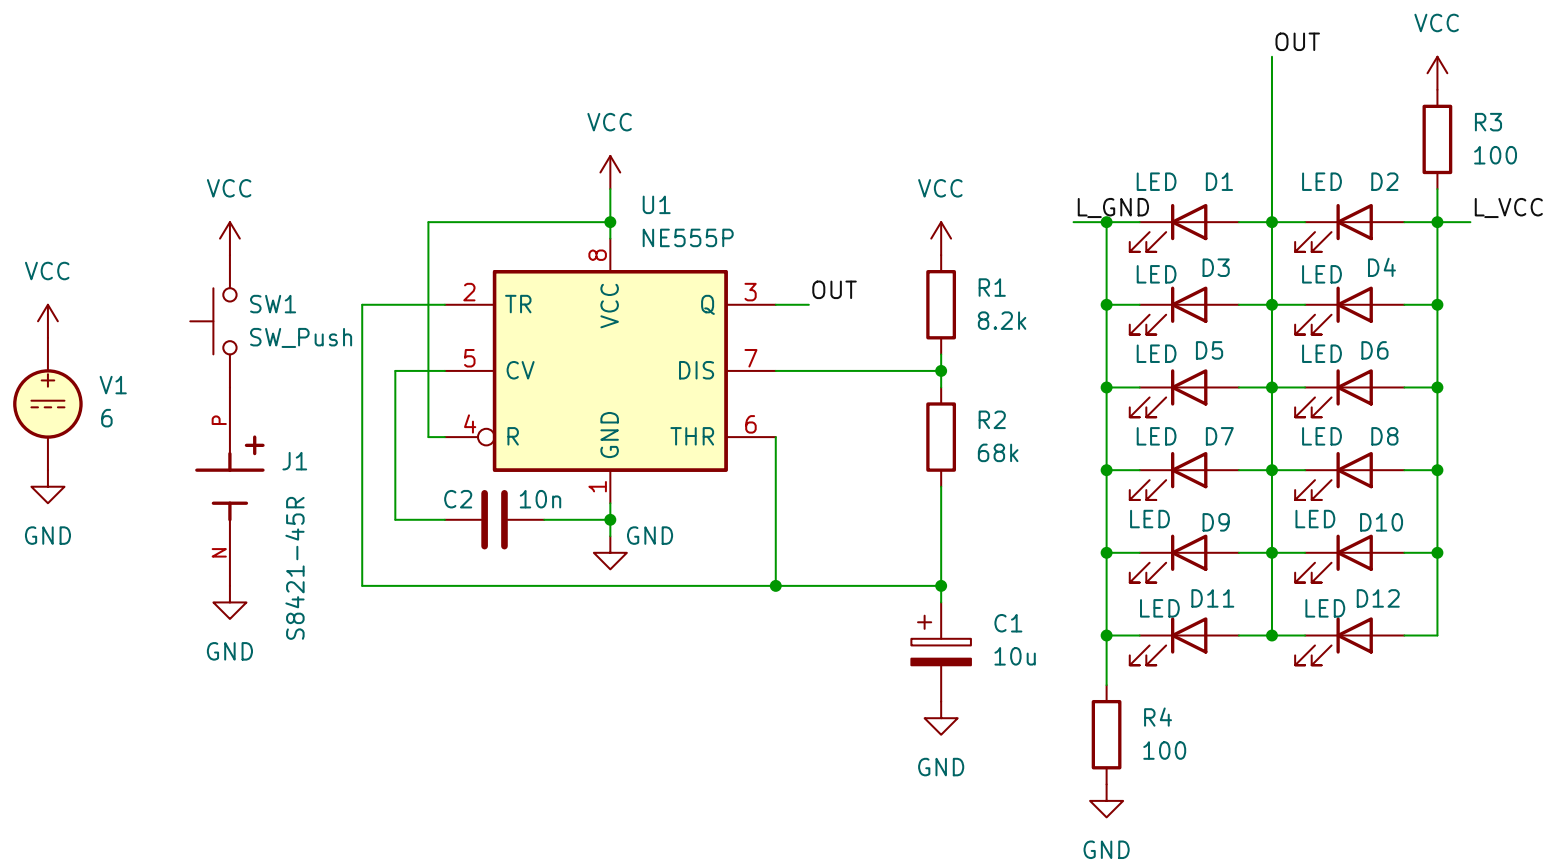 VCC
V1
6
GND
VCC
SW1
SW_Push
P
+
J1
S8421-45R
N
GND
VCC
U1
NE555P
8
2
TR
VCC
Q
3
OUT
5
CV
DIS
7
4
R
GND
THR
6
1
C2
10n
GND
VCC
R1
8.2k
R2
68k
+
C1
10u
GND
OUT
VCC
R3
100
LED
D1
LED
D2
L_GND
L_VCC
LED
D3
LED
D4
LED
D5
LED
D6
LED
D7
LED
D8
LED
D9
LED
D10
LED
D11
LED
D12
R4
100
GND